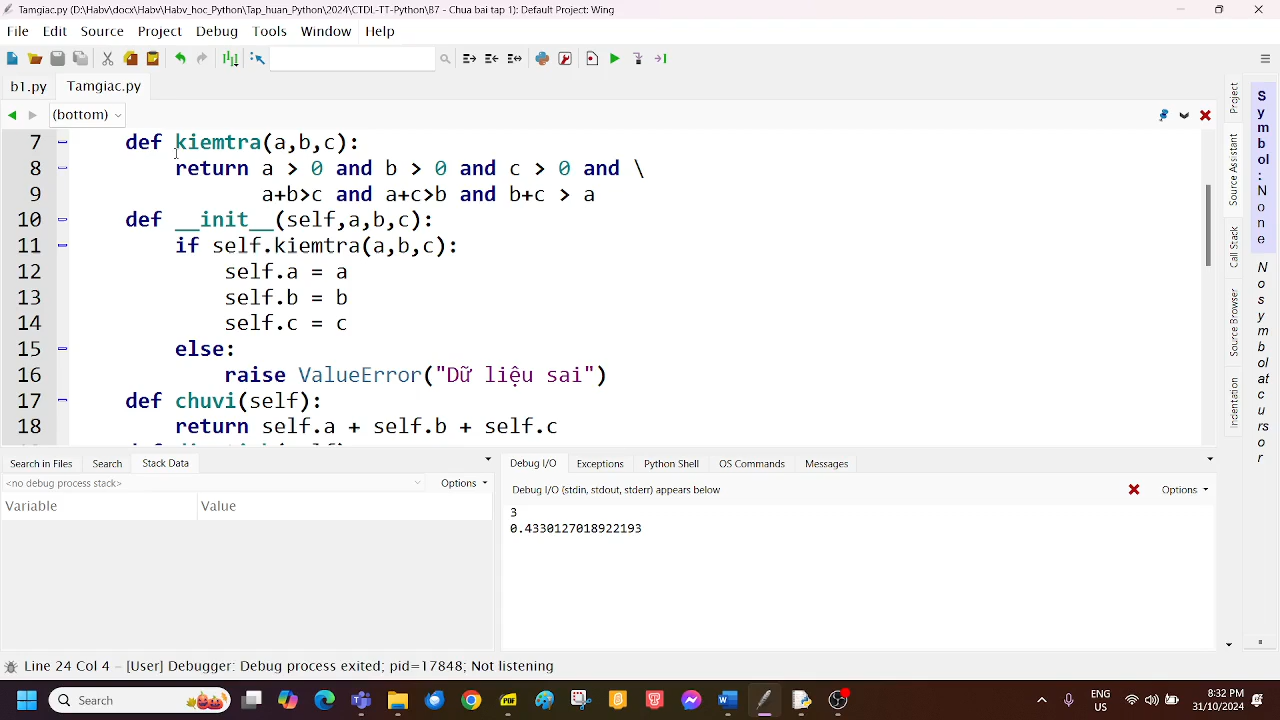 Tamgiac.py (D:\Habv\docx\Habv\Habv_hoc_Python\Tap_huan_Python\2024\CTDL-TT-Python\B7 - Chua bai tap 1): Default Project: Wing
File Edit Source Project Debug Tools Window Help
b1.py Tamgiac.py
(bottom)
7 def kiemtra(a,b,c):
8 return a > 0 and b > 0 and c > 0 and \
9 a+b>c and a+c>b and b+c > a
10 def __init__(self,a,b,c):
11 if self.kiemtra(a,b,c):
12 self.a = a
13 self.b = b
14 self.c = c
15 else:
16 raise ValueError("Dữ liệu sai")
17 def chuvi(self):
18 return self.a + self.b + self.c
Project
Source Assistant
Call Stack
Source Browser
Indentation
Symbol: None
No symbol at cursor
Search in Files Search Stack Data
<no debug process stack> Options
Variable Value
Debug I/O Exceptions Python Shell OS Commands Messages
Debug I/O (stdin, stdout, stderr) appears below Options
3
0.4330127018922193
Line 24 Col 4 – [User] Debugger: Debug process exited; pid=17848; Not listening
Search
PDF
ENG
US
8:32 PM
31/10/2024